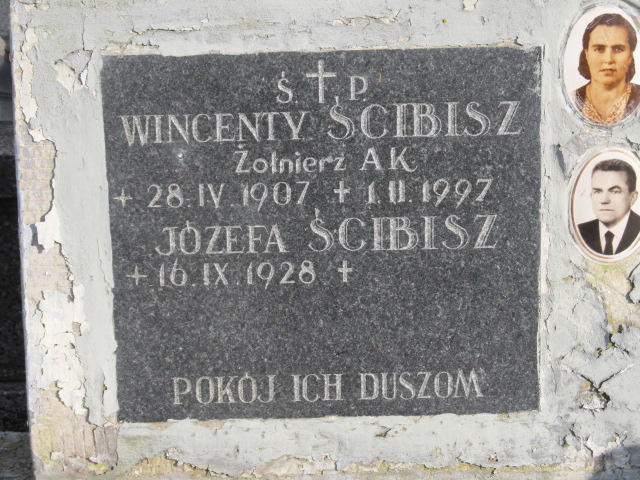 Ś. † P.
WINCENTY ŚCIBISZ
Żołnierz AK
+ 28.IV.1907 + 1.II.1997
JÓZEFA ŚCIBISZ
+ 16.IX.1928 +
POKÓJ ICH DUSZOM